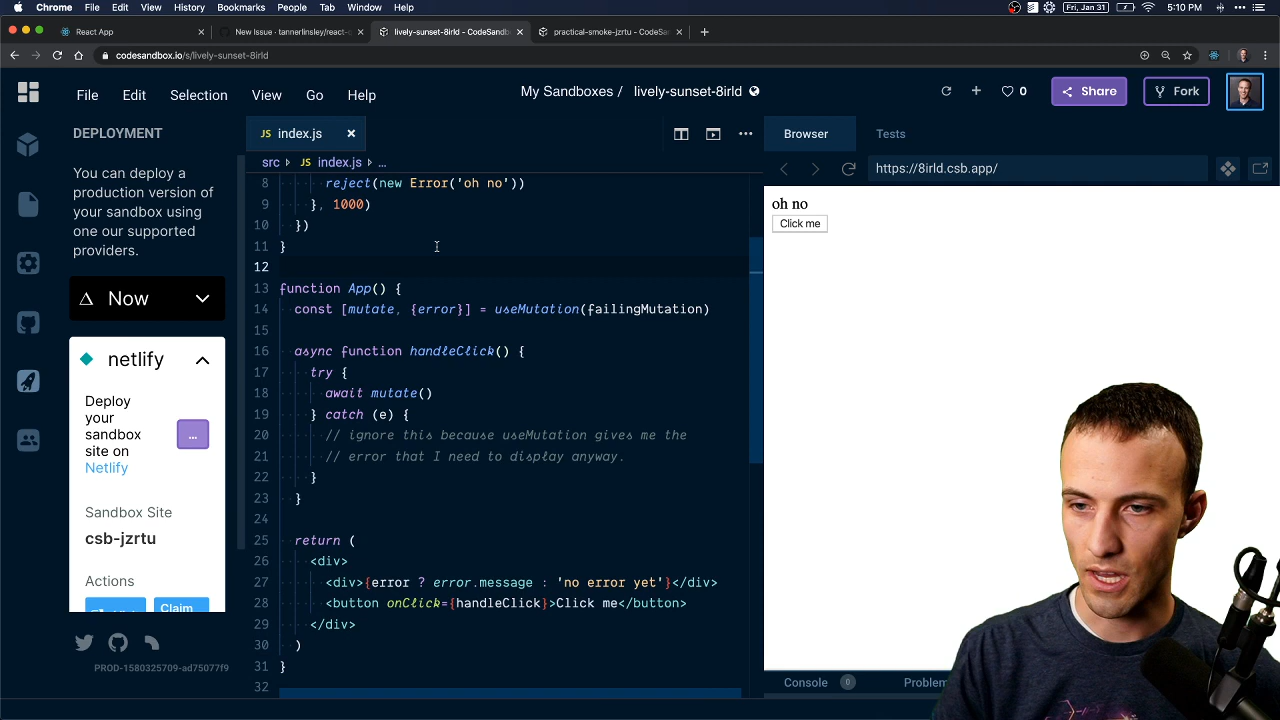 Chrome File Edit View History Bookmarks People Tab Window Help Fri, Jan 31 5:10 PM
React App × New Issue · tannerlinsley/react-q × lively-sunset-8irld - CodeSandbo × practical-smoke-jzrtu - CodeSan × +
codesandbox.io/s/lively-sunset-8irld
File Edit Selection View Go Help
My Sandboxes / lively-sunset-8irld
0
Share
Fork
DEPLOYMENT
You can deploy a
production version of
your sandbox using
one our supported
providers.
Now
netlify
Deploy
your
sandbox
site on
Netlify
...
Sandbox Site
csb-jzrtu
Actions
Claim
PROD-1580325709-ad75077f9
JS index.js ×
src JS index.js ...
8 reject(new Error('oh no'))
9 }, 1000)
10 })
11 }
12
13 function App() {
14 const [mutate, {error}] = useMutation(failingMutation)
15
16 async function handleClick() {
17 try {
18 await mutate()
19 } catch (e) {
20 // ignore this because useMutation gives me the
21 // error that I need to display anyway.
22 }
23 }
24
25 return (
26 <div>
27 <div>{error ? error.message : 'no error yet'}</div>
28 <button onClick={handleClick}>Click me</button>
29 </div>
30 )
31 }
32
Browser Tests
https://8irld.csb.app/
oh no
Click me
Console 0 Problem